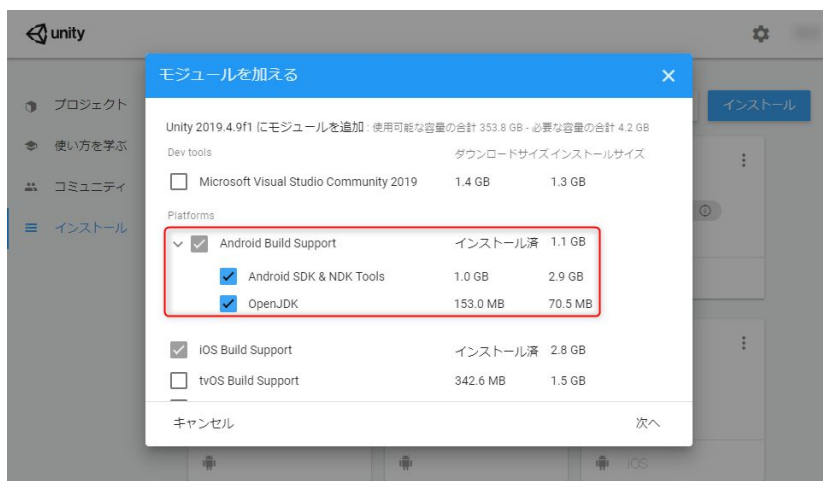 unity
モジュールを加える
プロジェクト
インストール
Unity 2019.4.9f1 にモジュールを追加 : 使用可能な容量の合計 353.8 GB - 必要な容量の合計 4.2 GB
使い方を学ぶ
Dev tools ダウンロードサイズ インストールサイズ
コミュニティ
Microsoft Visual Studio Community 2019 1.4 GB 1.3 GB
Platforms
インストール
Android Build Support インストール済 1.1 GB
Android SDK & NDK Tools 1.0 GB 2.9 GB
OpenJDK 153.0 MB 70.5 MB
iOS Build Support インストール済 2.8 GB
tvOS Build Support 342.6 MB 1.5 GB
キャンセル 次へ
iOS